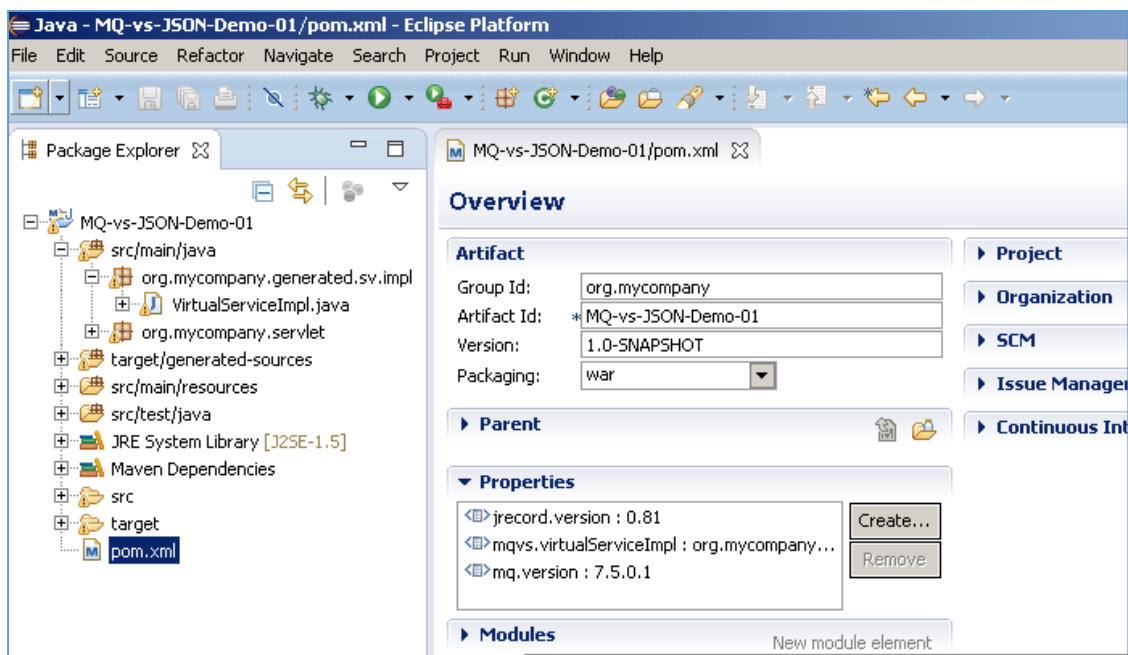 Java - MQ-vs-JSON-Demo-01/pom.xml - Eclipse Platform
File Edit Source Refactor Navigate Search Project Run Window Help
Package Explorer
MQ-vs-JSON-Demo-01
src/main/java
org.mycompany.generated.sv.impl
VirtualServiceImpl.java
org.mycompany.servlet
target/generated-sources
src/main/resources
src/test/java
JRE System Library [J2SE-1.5]
Maven Dependencies
src
target
pom.xml
MQ-vs-JSON-Demo-01/pom.xml
Overview
Artifact
Group Id: org.mycompany
Artifact Id: * MQ-vs-JSON-Demo-01
Version: 1.0-SNAPSHOT
Packaging: war
Parent
Properties
jrecord.version : 0.81
mqvs.virtualServiceImpl : org.mycompany...
mq.version : 7.5.0.1
Create...
Remove
Modules
New module element
Project
Organization
SCM
Issue Manager
Continuous Int